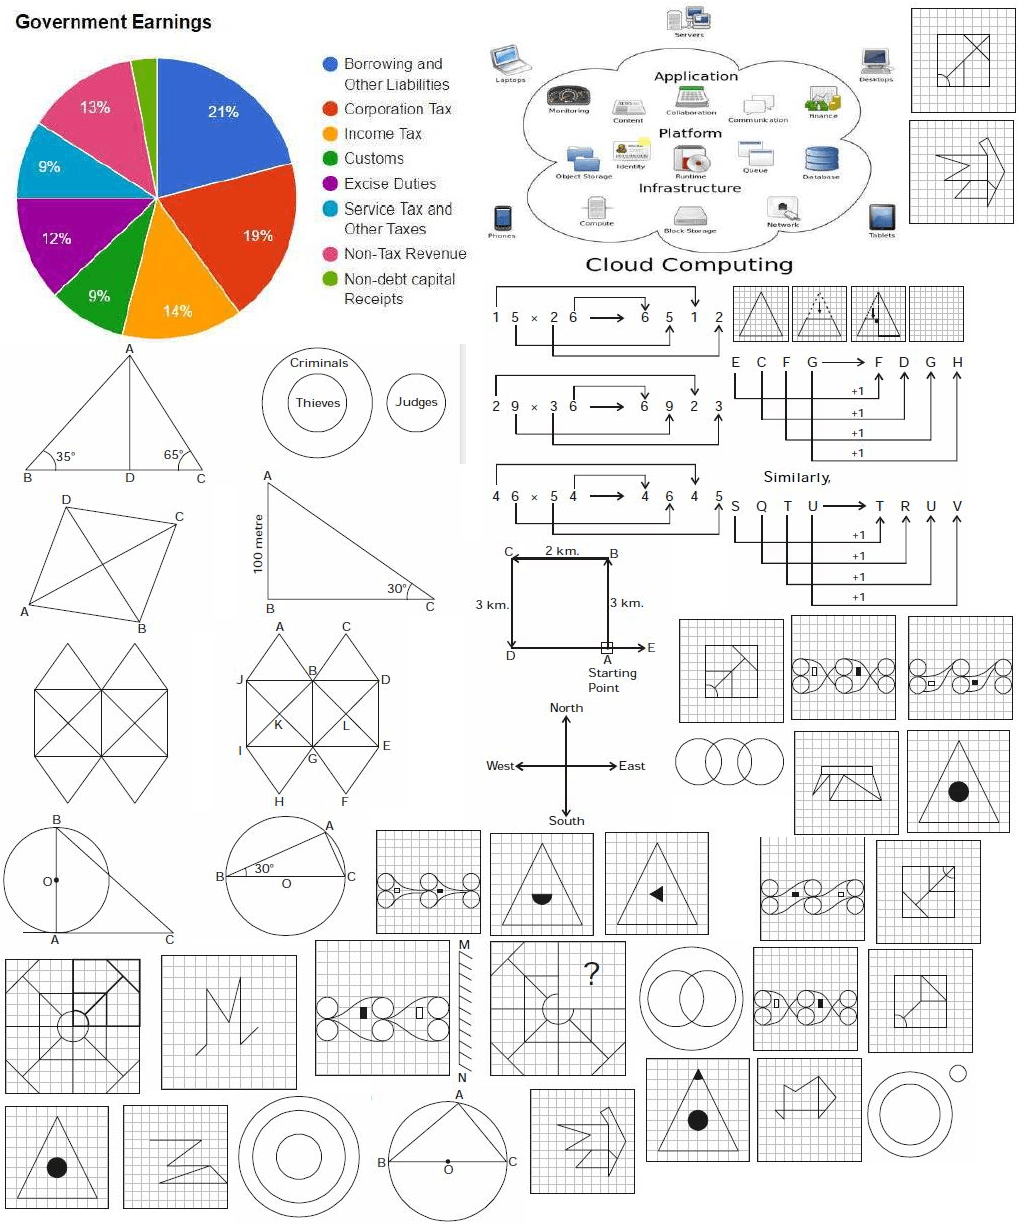 Government Earnings
21%
19%
14%
9%
12%
9%
13%
Borrowing and
Other Liabilities
Corporation Tax
Income Tax
Customs
Excise Duties
Service Tax and
Other Taxes
Non-Tax Revenue
Non-debt capital
Receipts
Servers
Laptops
Desktops
Application
Monitoring
Content
Collaboration
Communication
Finance
Platform
Object Storage
Identity
Runtime
Queue
Database
Infrastructure
Compute
Block Storage
Network
Phones
Tablets
Cloud Computing
1 5 × 2 6 → 6 5 1 2
2 9 × 3 6 → 6 9 2 3
4 6 × 5 4 → 4 6 4 5
E C F G → F D G H
+1
+1
+1
+1
Similarly,
S Q T U → T R U V
+1
+1
+1
+1
A
35°
65°
B D C
Criminals
Thieves
Judges
D
C
A
B
A
100 metre
30°
B
C
C 2 km. B
3 km.
3 km.
D A E
Starting
Point
A C
J B D
K L
I G E
H F
North
West East
South
B
O
A C
A
B 30° C
O
M
N
?
A
B O C